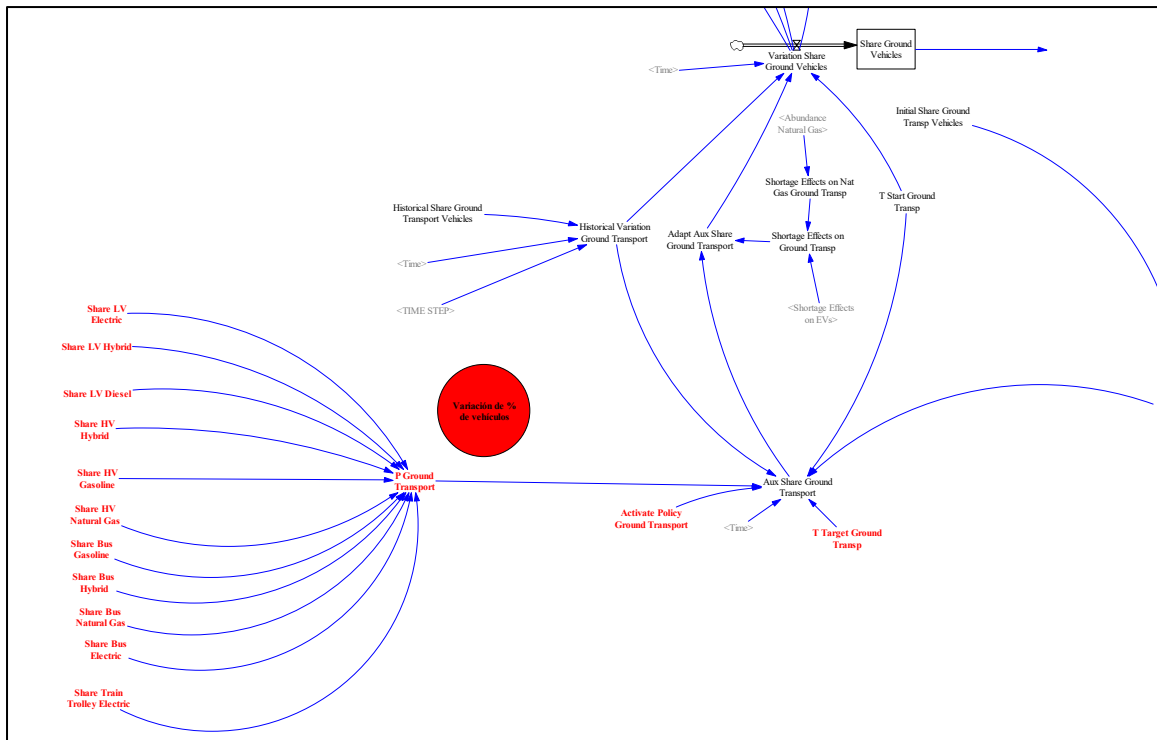 Share Ground
Vehicles
Variation Share
Ground Vehicles
<Time>
<Abundance
Natural Gas>
Initial Share Ground
Transp Vehicles
Shortage Effects on Nat
Gas Ground Transp
T Start Ground
Transp
Historical Share Ground
Transport Vehicles
Historical Variation
Ground Transport
Adapt Aux Share
Ground Transport
Shortage Effects on
Ground Transp
<Time>
<TIME STEP>
<Shortage Effects
on EVs>
Share LV
Electric
Share LV Hybrid
Share LV Diesel
Share HV
Hybrid
Share HV
Gasoline
Share HV
Natural Gas
Share Bus
Gasoline
Share Bus
Hybrid
Share Bus
Natural Gas
Share Bus
Electric
Share Train
Trolley Electric
Variación de %
de vehículos
P Ground
Transport
Aux Share Ground
Transport
Activate Policy
Ground Transport
<Time>
T Target Ground
Transp